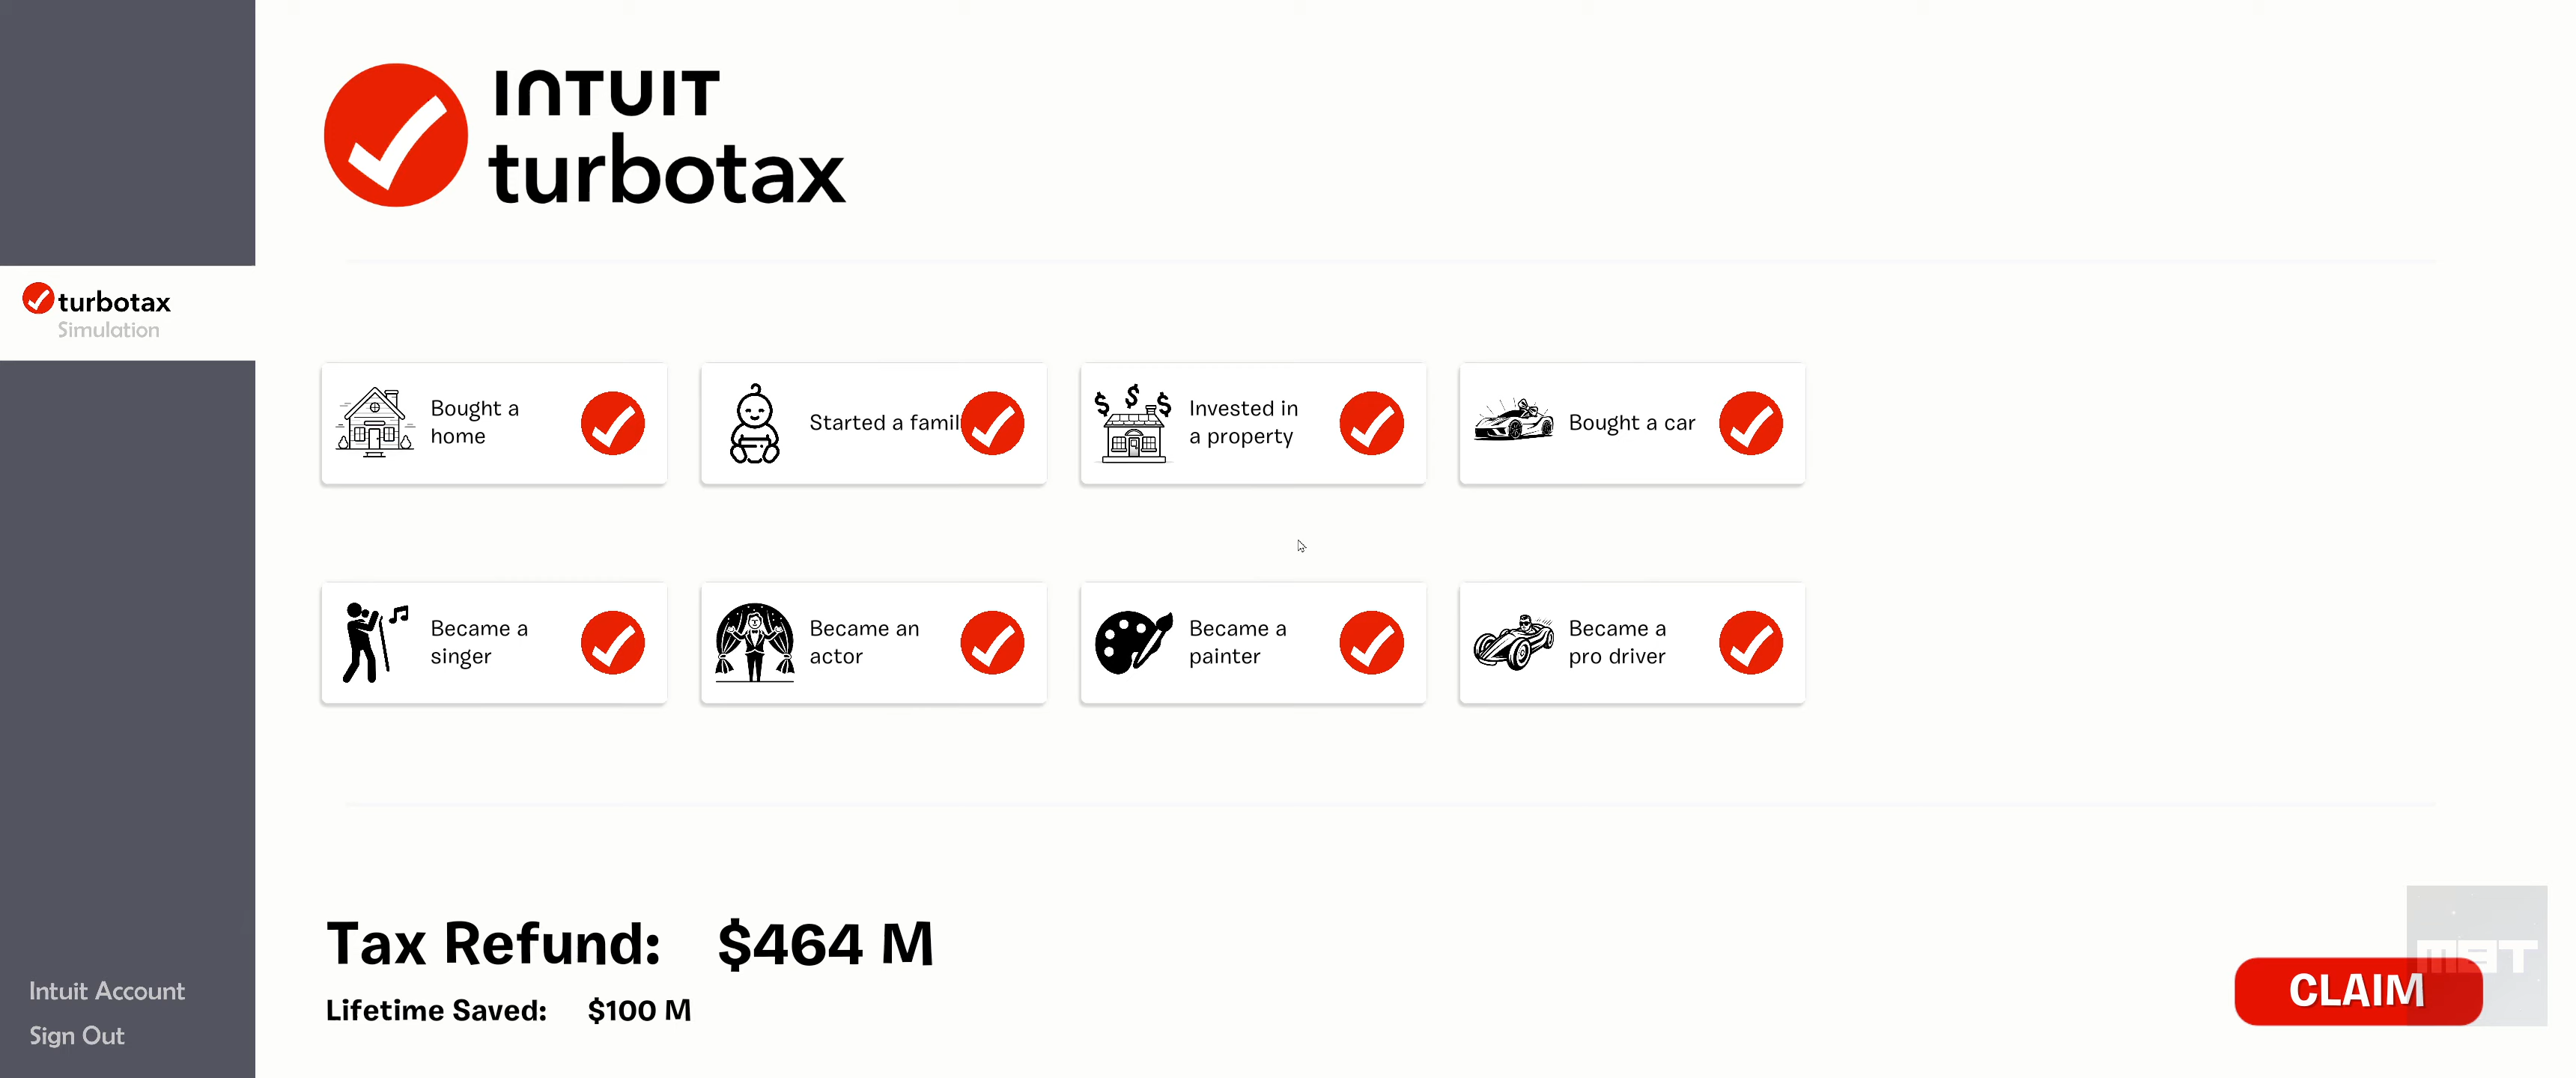 INTUIT
turbotax
turbotax
Simulation
Bought a
home
Started a famil
Invested in
a property
Bought a car
Became a
singer
Became an
actor
Became a
painter
Became a
pro driver
Tax Refund: $464 M
Lifetime Saved: $100 M
Intuit Account
Sign Out
CLAIM